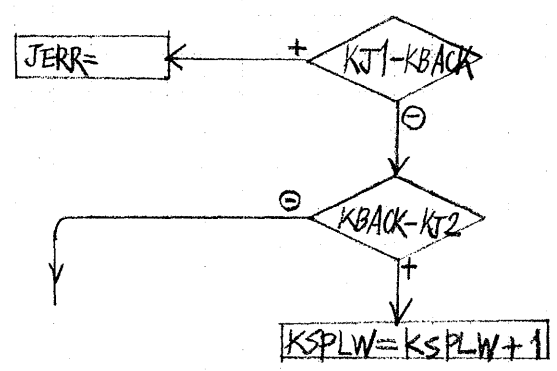 JERR=
+
KJ1-KBACK
⊖
⊖
KBACK-KJ2
+
KSPLW=KSPLW+1